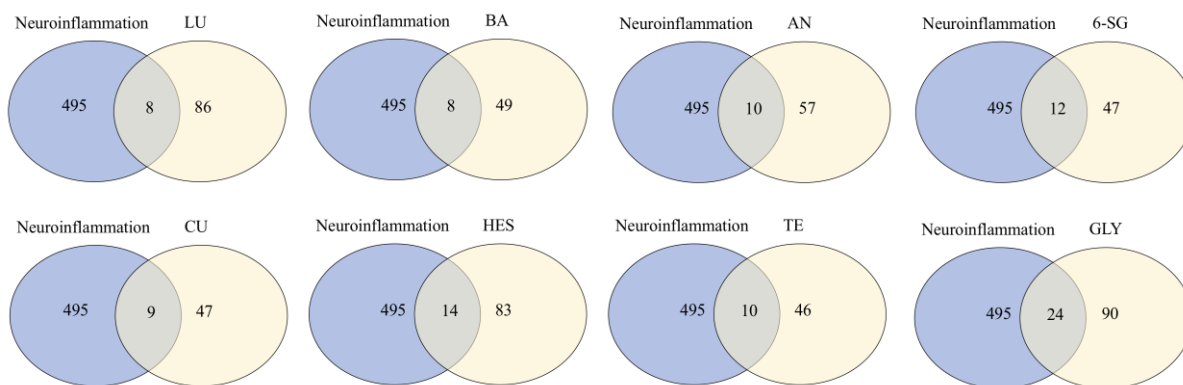 Neuroinflammation LU
495 8 86
Neuroinflammation BA
495 8 49
Neuroinflammation AN
495 10 57
Neuroinflammation 6-SG
495 12 47
Neuroinflammation CU
495 9 47
Neuroinflammation HES
495 14 83
Neuroinflammation TE
495 10 46
Neuroinflammation GLY
495 24 90